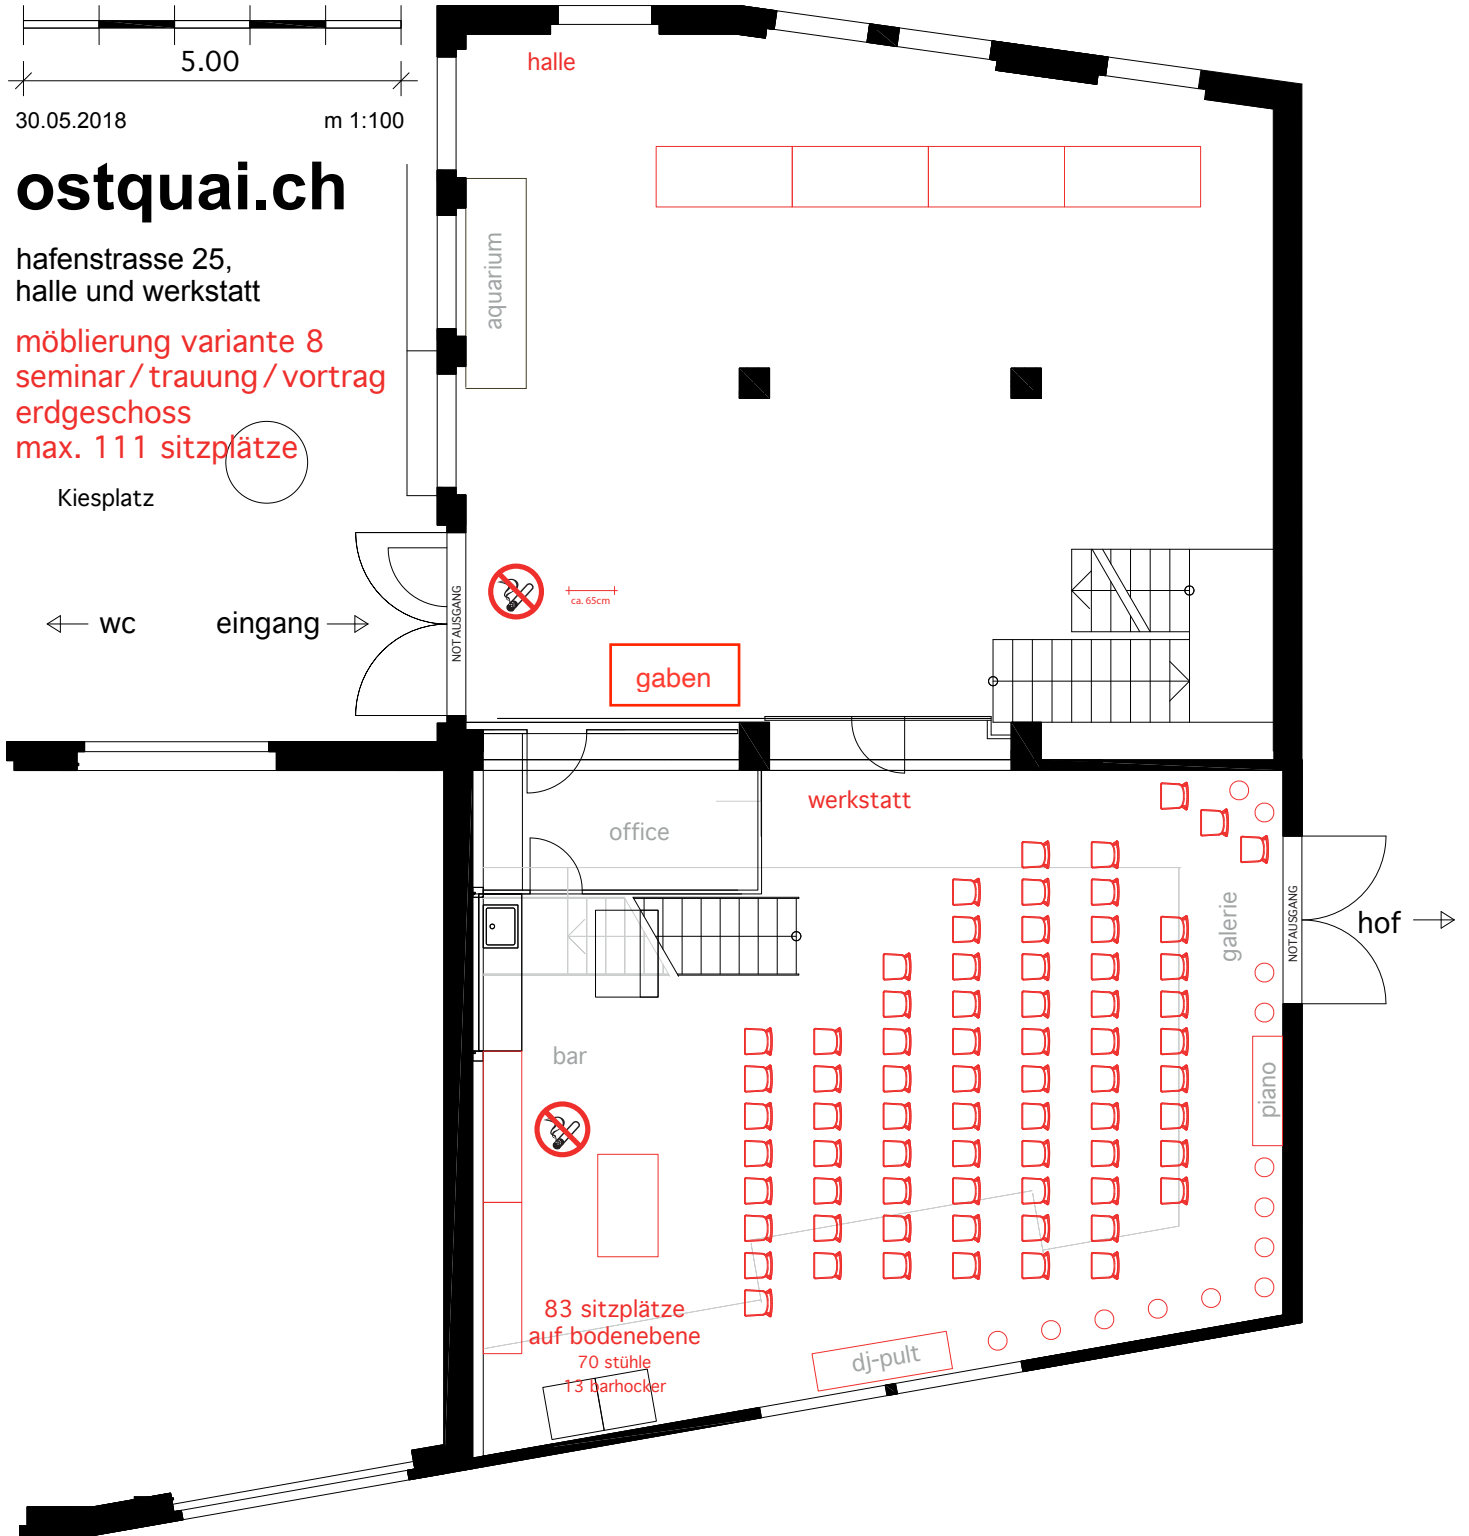 5.00
30.05.2018
m 1:100
ostquai.ch
hafenstrasse 25,
halle und werkstatt
möblierung variante 8
seminar/trauung/vortrag
erdgeschoss
max. 111 sitzplätze
Kiesplatz
wc
eingang
NOTAUSGANG
halle
aquarium
ca. 65cm
gaben
werkstatt
office
galerie
NOTAUSGANG
hof
bar
piano
83 sitzplätze
auf bodenebene
70 stühle
13 barhocker
dj-pult